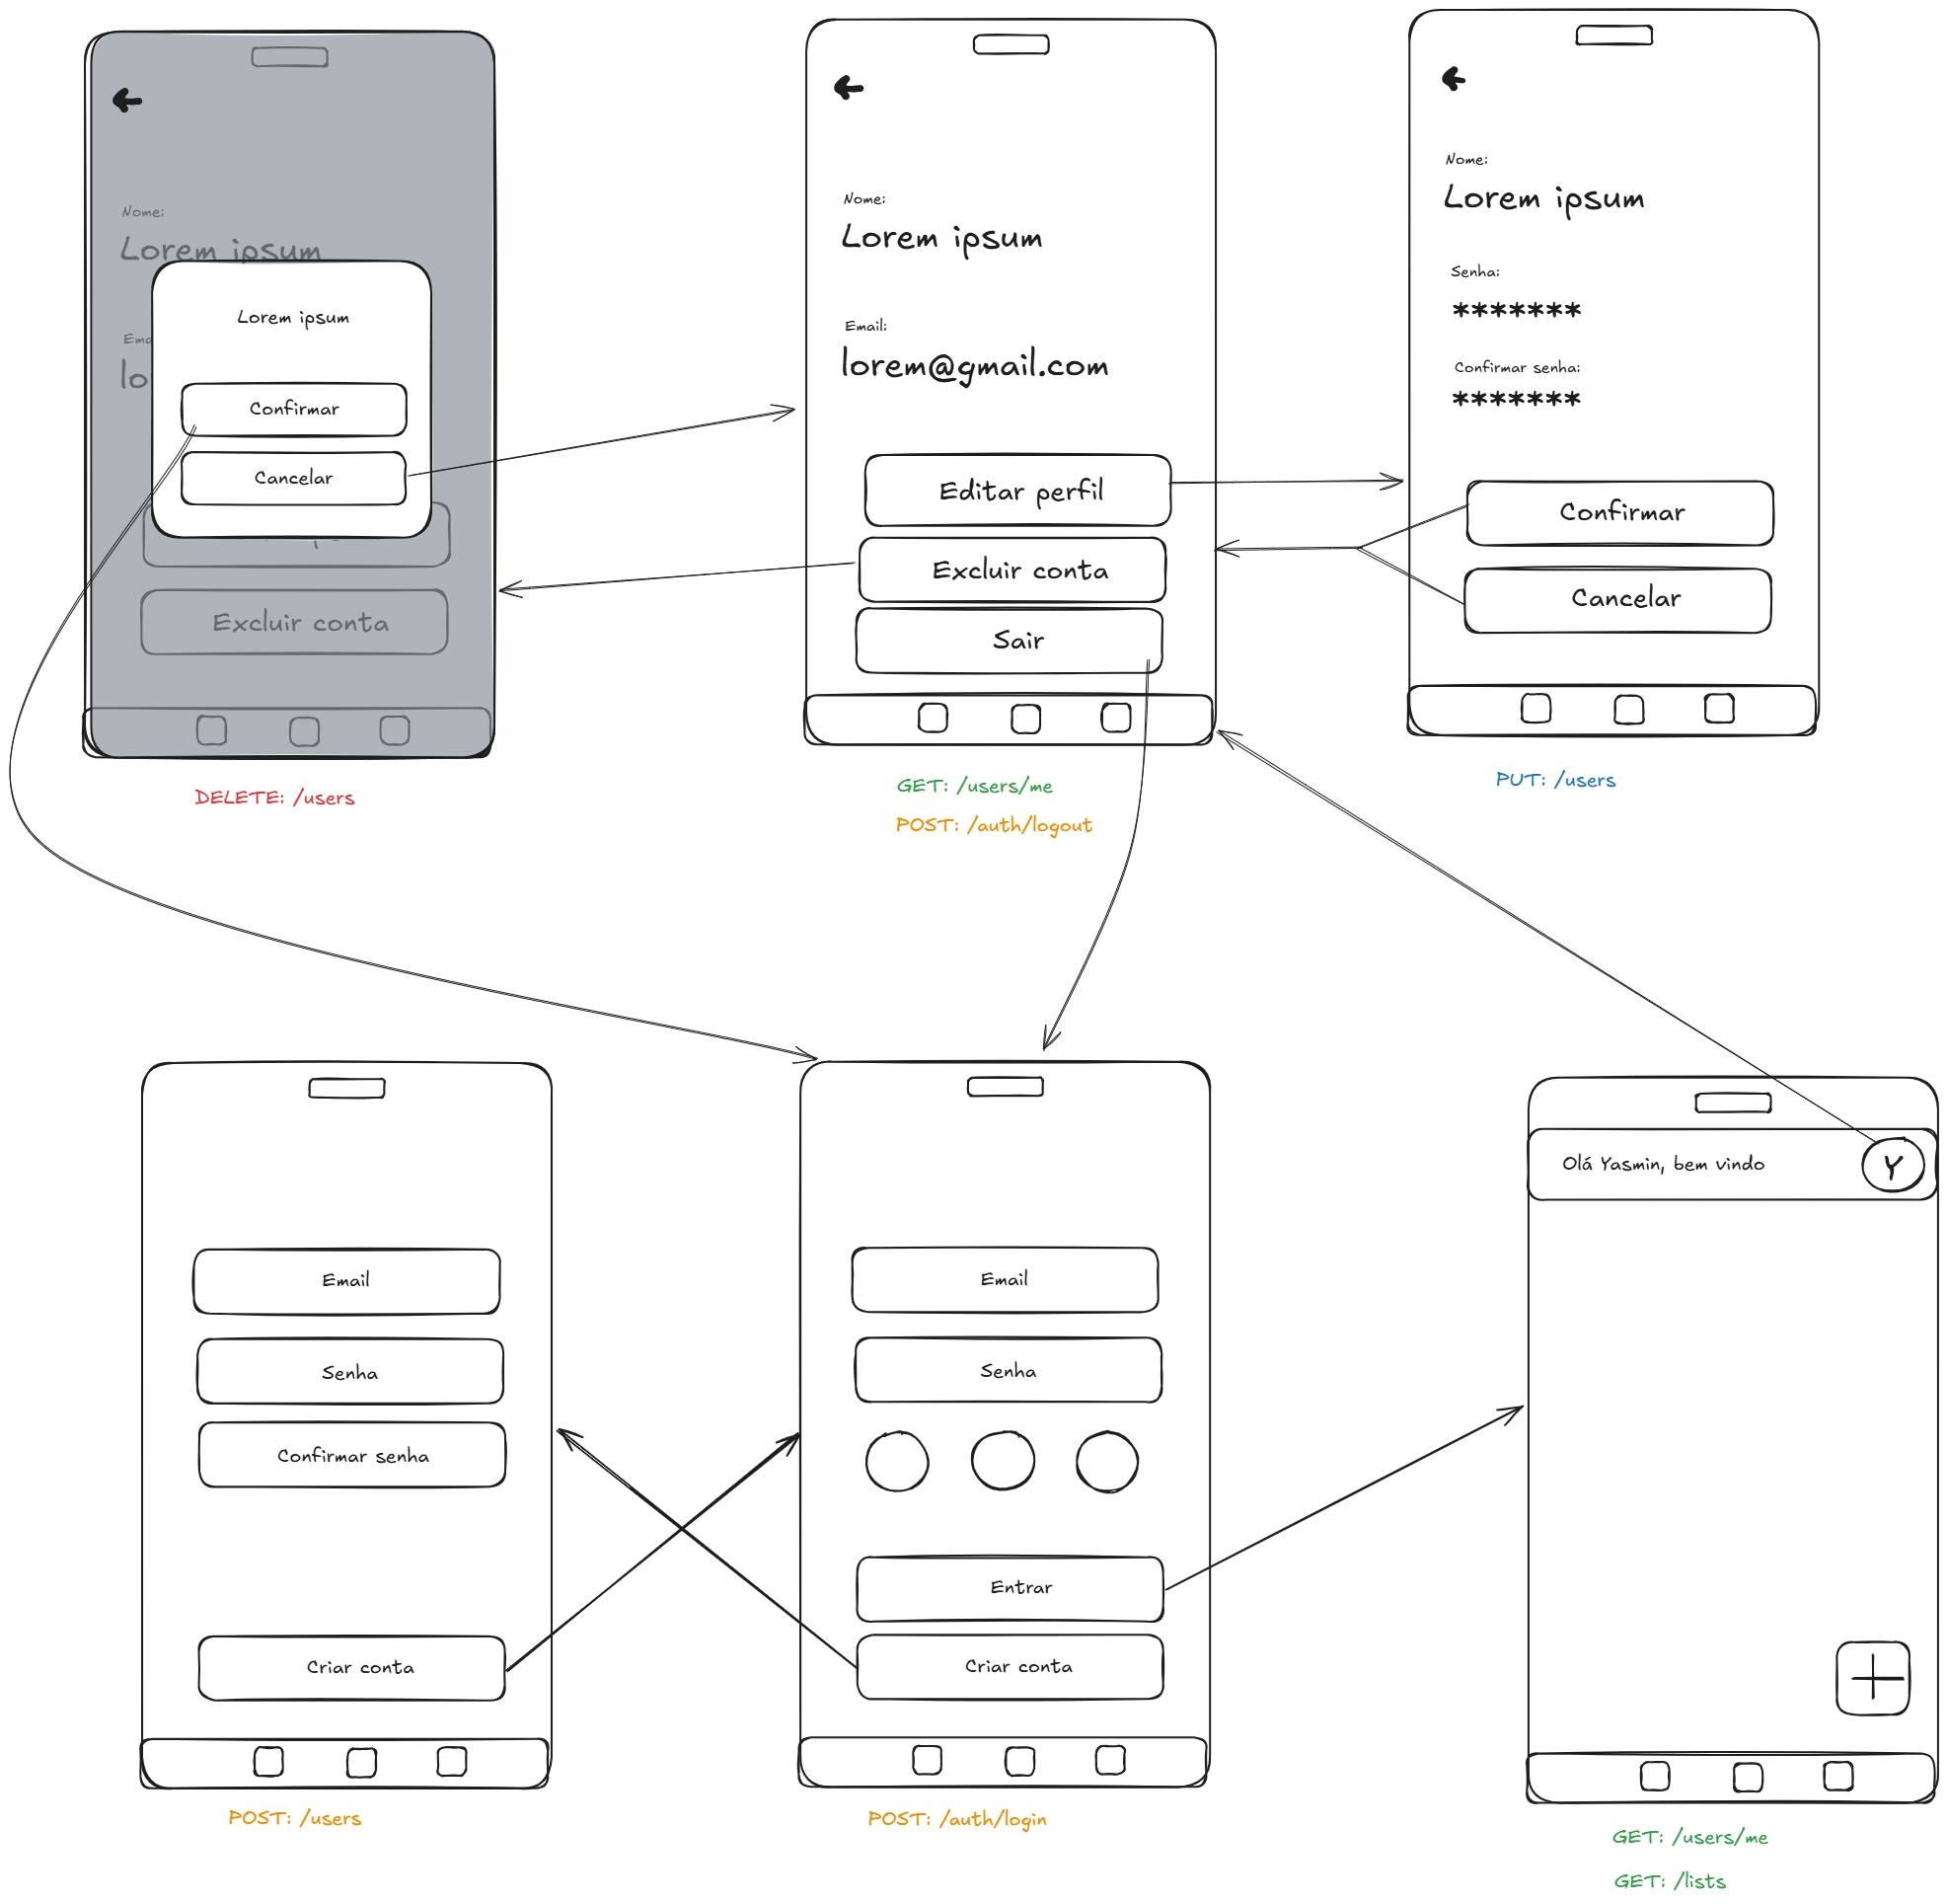 Nome:
Lorem ipsum
Ema
lo
Lorem ipsum
Confirmar
Cancelar
Excluir conta
DELETE: /users
Nome:
Lorem ipsum
Email:
lorem@gmail.com
Editar perfil
Excluir conta
Sair
GET: /users/me
POST: /auth/logout
Nome:
Lorem ipsum
Senha:
*******
Confirmar senha:
*******
Confirmar
Cancelar
PUT: /users
Email
Senha
Confirmar senha
Criar conta
POST: /users
Email
Senha
Entrar
Criar conta
POST: /auth/login
Olá Yasmin, bem vindo
Y
GET: /users/me
GET: /lists